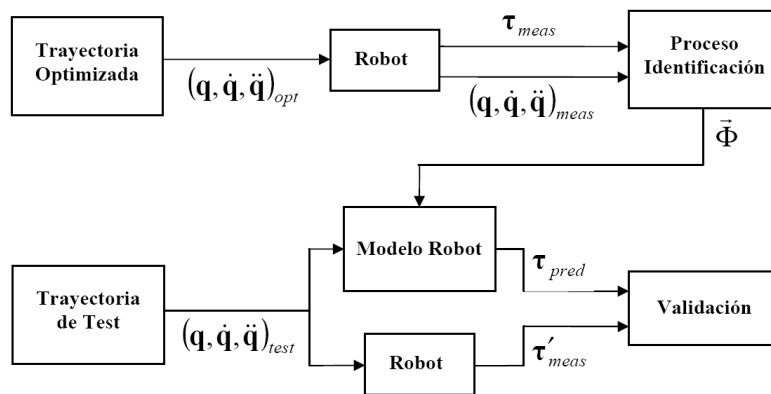 Trayectoria
Optimizada
(q, q̇, q̈)opt
Robot
τmeas
(q, q̇, q̈)meas
Proceso
Identificación
Φ⃗
Modelo Robot
τpred
Trayectoria
de Test
(q, q̇, q̈)test
Robot
τ′meas
Validación